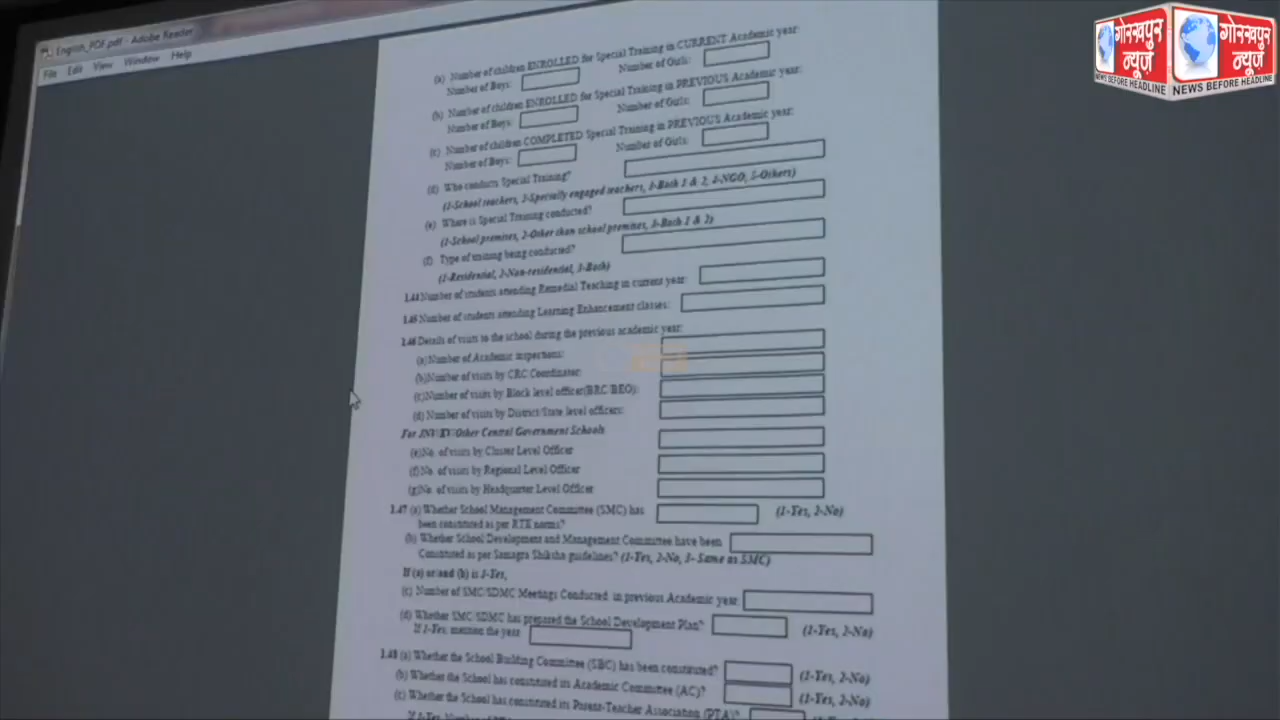 English_PDF.pdf - Adobe Reader
File Edit View Window Help
गोरखपुर न्यूज़
NEWS BEFORE HEADLINE
गोरखपुर न्यूज़
NEWS BEFORE HEADLINE
(a) Number of children ENROLLED for Special Training in CURRENT Academic year:
Number of Boys: Number of Girls:
(b) Number of children ENROLLED for Special Training in PREVIOUS Academic year:
Number of Boys: Number of Girls:
(c) Number of children COMPLETED Special Training in PREVIOUS Academic year:
Number of Boys: Number of Girls:
(d) Who conducts Special Training?
(1-School teachers, 2-Specially engaged teachers, 3-Both 1 & 2, 4-NGO, 5-Others)
(e) Where is Special Training conducted?
(1-School premises, 2-Other than school premises, 3-Both 1 & 2)
(f) Type of training being conducted?
(1-Residential, 2-Non-residential, 3-Both)
1.44 Number of students attending Remedial Teaching in current year:
1.45 Number of students attending Learning Enhancement classes:
1.46 Details of visits to the school during the previous academic year:
(a) Number of Academic inspections:
(b) Number of visits by CRC Coordinator:
(c) Number of visits by Block level officer(BRC/BEO):
(d) Number of visits by District/State level officers:
For JNV/KV/Other Central Government Schools
(e) No. of visits by Cluster Level Officer
(f) No. of visits by Regional Level Officer
(g) No. of visits by Headquarter Level Officer
1.47 (a) Whether School Management Committee (SMC) has (1-Yes, 2-No)
been constituted as per RTE norms?
(b) Whether School Development and Management Committee have been
Constituted as per Samagra Shiksha guidelines? (1-Yes, 2-No, 3- Same as SMC)
If (a) or/and (b) is 1-Yes,
(c) Number of SMC/SDMC Meetings Conducted in previous Academic year:
(d) Whether SMC/SDMC has prepared the School Development Plan? (1-Yes, 2-No)
If 1-Yes, mention the year
1.48 (a) Whether the School Building Committee (SBC) has been constituted? (1-Yes, 2-No)
(b) Whether the School has constituted its Academic Committee (AC)? (1-Yes, 2-No)
(c) Whether the School has constituted its Parent-Teacher Association (PTA)?